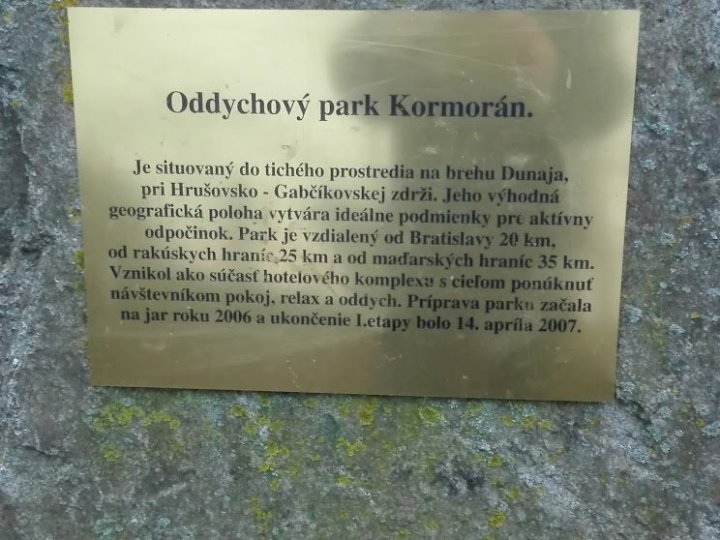 Oddychový park Kormorán.
Je situovaný do tichého prostredia na brehu Dunaja,
pri Hrušovsko - Gabčíkovskej zdrži. Jeho výhodná
geografická poloha vytvára ideálne podmienky pre aktívny
odpočinok. Park je vzdialený od Bratislavy 20 km,
od rakúskych hraníc 25 km a od maďarských hraníc 35 km.
Vznikol ako súčasť hotelového komplexu s cieľom ponúknuť
návštevníkom pokoj, relax a oddych. Príprava parku začala
na jar roku 2006 a ukončenie I.etapy bolo 14. apríla 2007.